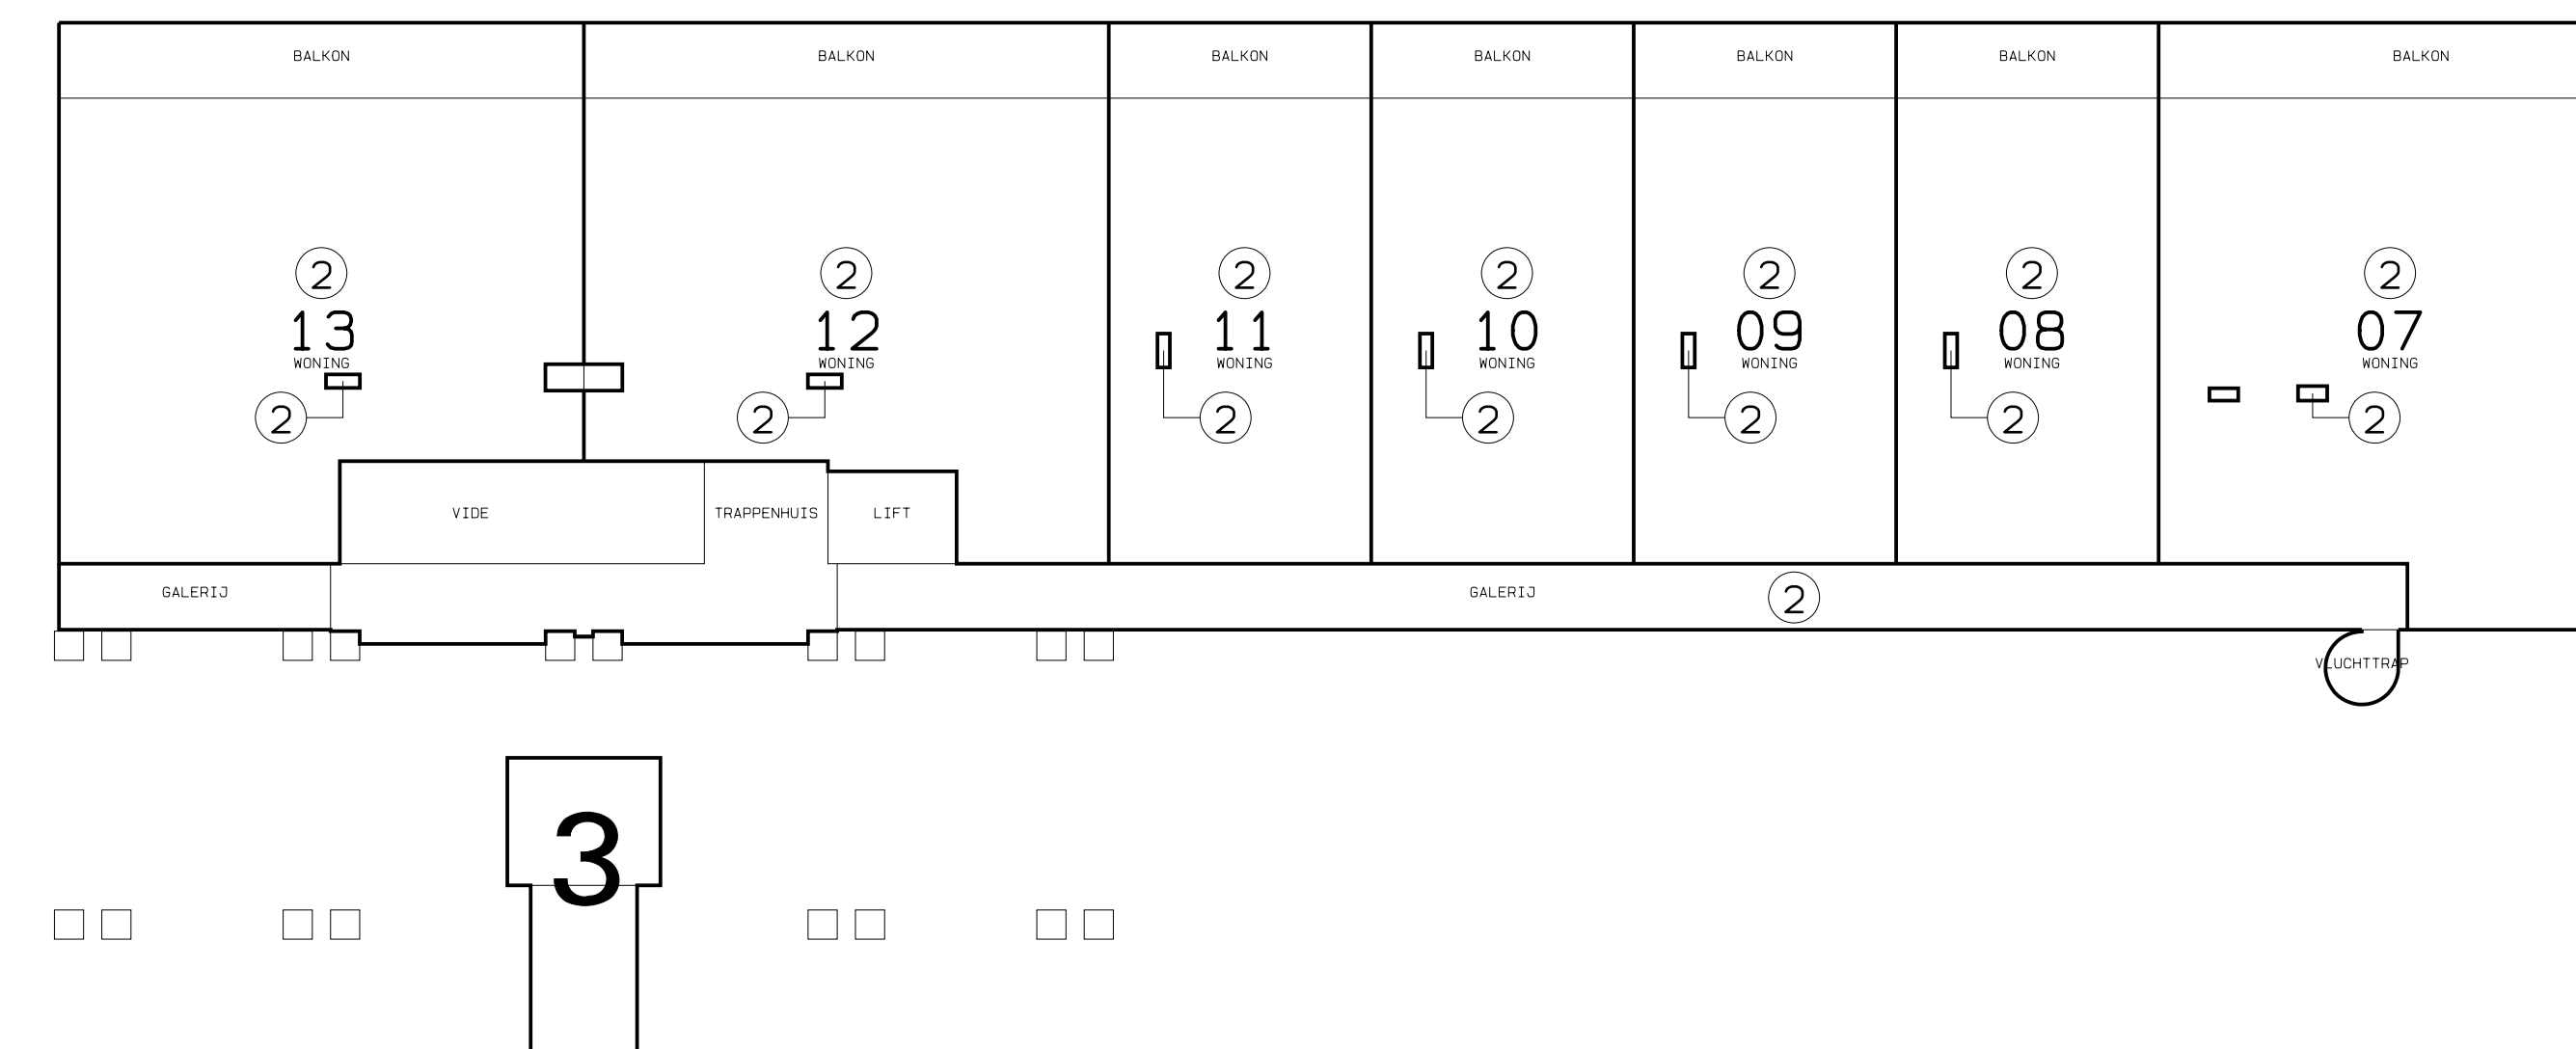 BALKON BALKON BALKON BALKON BALKON BALKON BALKON
2 2 2 2 2 2 2
13 12 11 10 09 08 07
WONING WONING WONING WONING WONING WONING WONING
2 2 2 2 2 2 2
VIDE TRAPPENHUIS LIFT
GALERIJ GALERIJ 2
VLUCHTTRAP
3